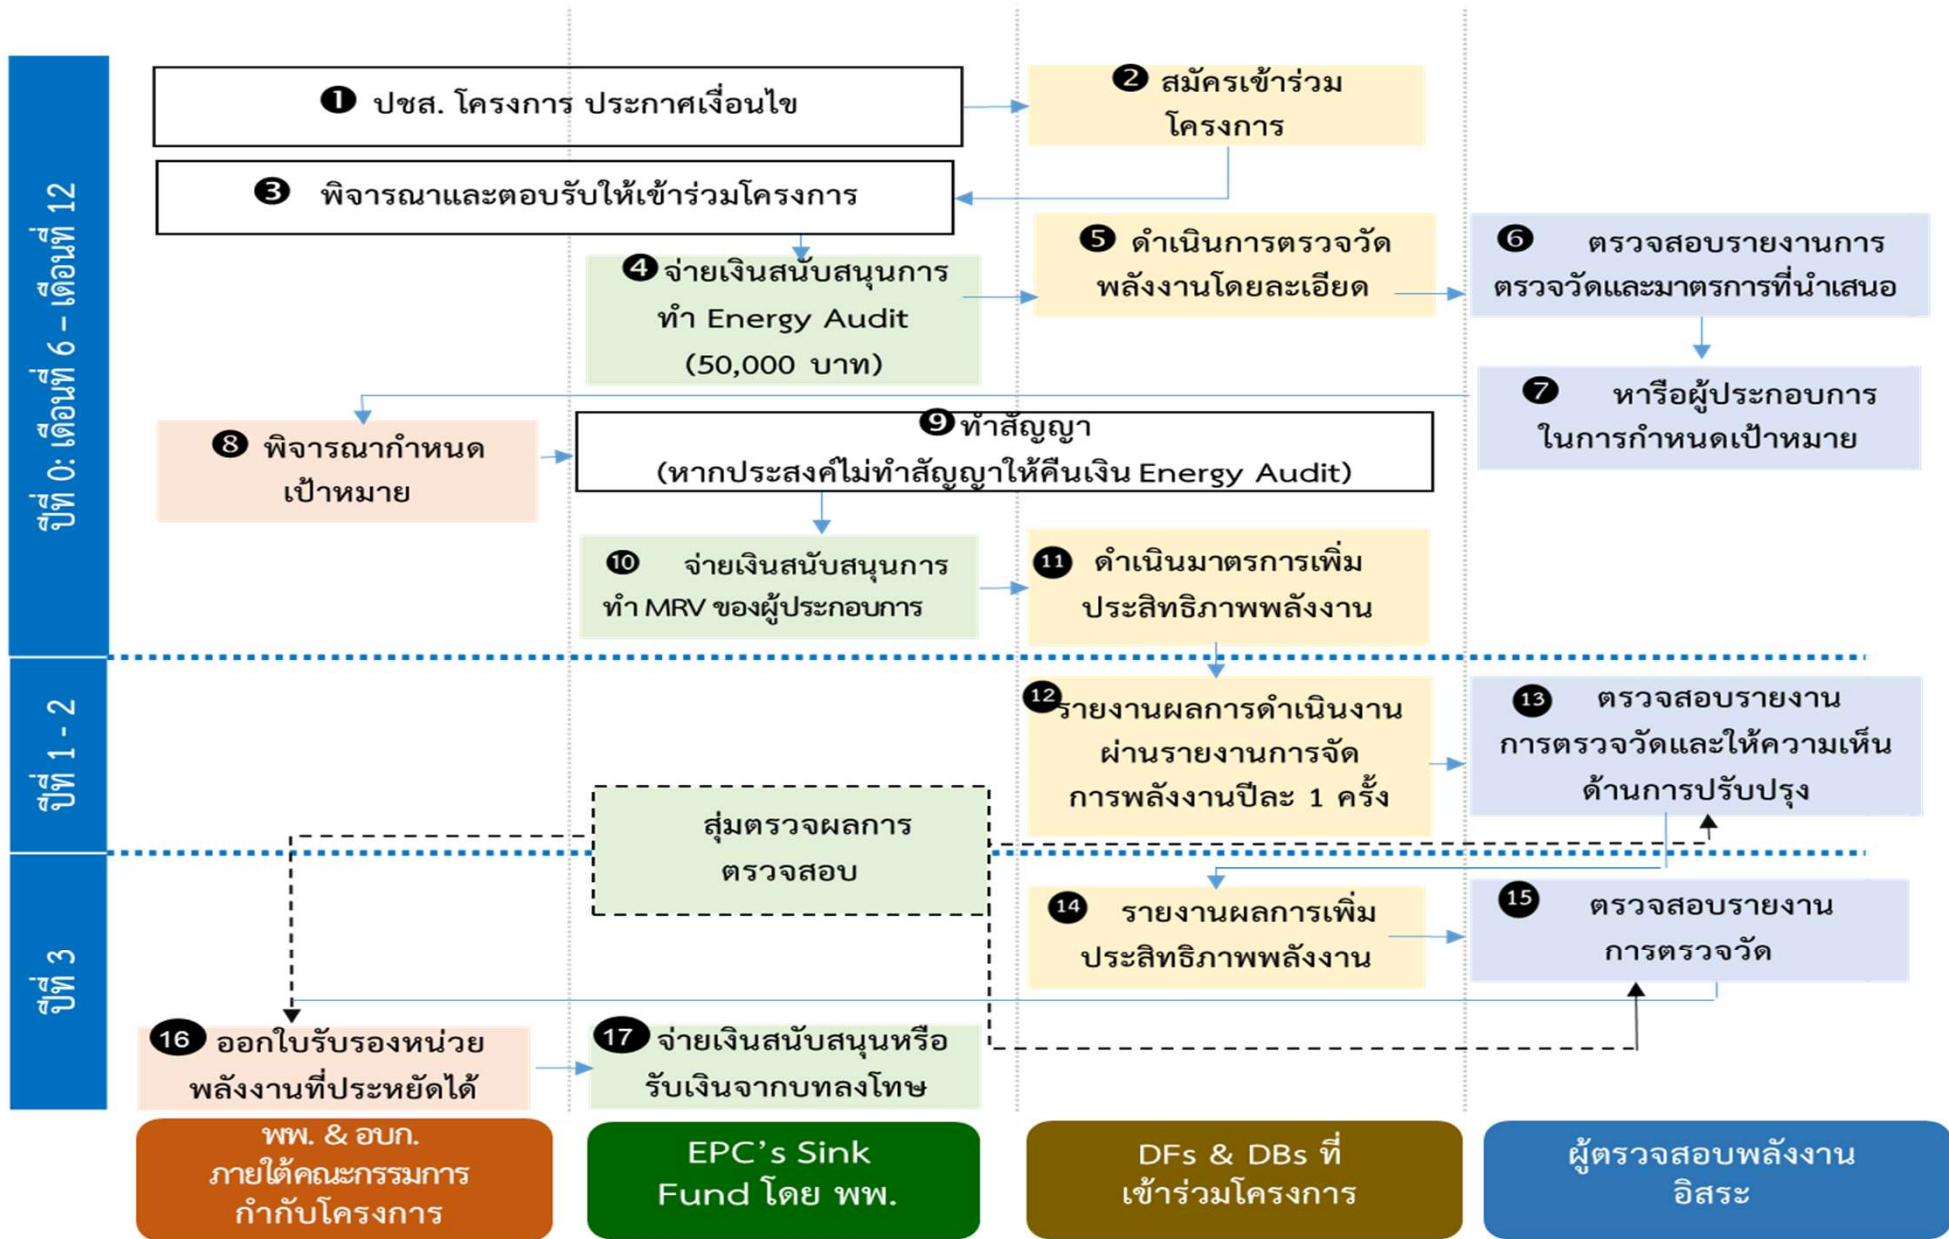 ปีที่ 0: เดือนที่ 6 – เดือนที่ 12
❶ ปชส. โครงการ ประกาศเงื่อนไข
❷ สมัครเข้าร่วม
โครงการ
❸ พิจารณาและตอบรับให้เข้าร่วมโครงการ
❹ จ่ายเงินสนับสนุนการ
ทำ Energy Audit
(50,000 บาท)
❺ ดำเนินการตรวจวัด
พลังงานโดยละเอียด
❻ ตรวจสอบรายงานการ
ตรวจวัดและมาตรการที่นำเสนอ
❼ หารือผู้ประกอบการ
ในการกำหนดเป้าหมาย
❽ พิจารณากำหนด
เป้าหมาย
❾ ทำสัญญา
(หากประสงค์ไม่ทำสัญญาให้คืนเงิน Energy Audit)
❿ จ่ายเงินสนับสนุนการ
ทำ MRV ของผู้ประกอบการ
⓫ ดำเนินมาตรการเพิ่ม
ประสิทธิภาพพลังงาน
ปีที่ 1 - 2
⓬ รายงานผลการดำเนินงาน
ผ่านรายงานการจัด
การพลังงานปีละ 1 ครั้ง
⓭ ตรวจสอบรายงาน
การตรวจวัดและให้ความเห็น
ด้านการปรับปรุง
สุ่มตรวจผลการ
ตรวจสอบ
ปีที่ 3
⓮ รายงานผลการเพิ่ม
ประสิทธิภาพพลังงาน
⓯ ตรวจสอบรายงาน
การตรวจวัด
⓰ ออกใบรับรองหน่วย
พลังงานที่ประหยัดได้
⓱ จ่ายเงินสนับสนุนหรือ
รับเงินจากบทลงโทษ
พพ. & อบก.
ภายใต้คณะกรรมการ
กำกับโครงการ
EPC’s Sink
Fund โดย พพ.
DFs & DBs ที่
เข้าร่วมโครงการ
ผู้ตรวจสอบพลังงาน
อิสระ